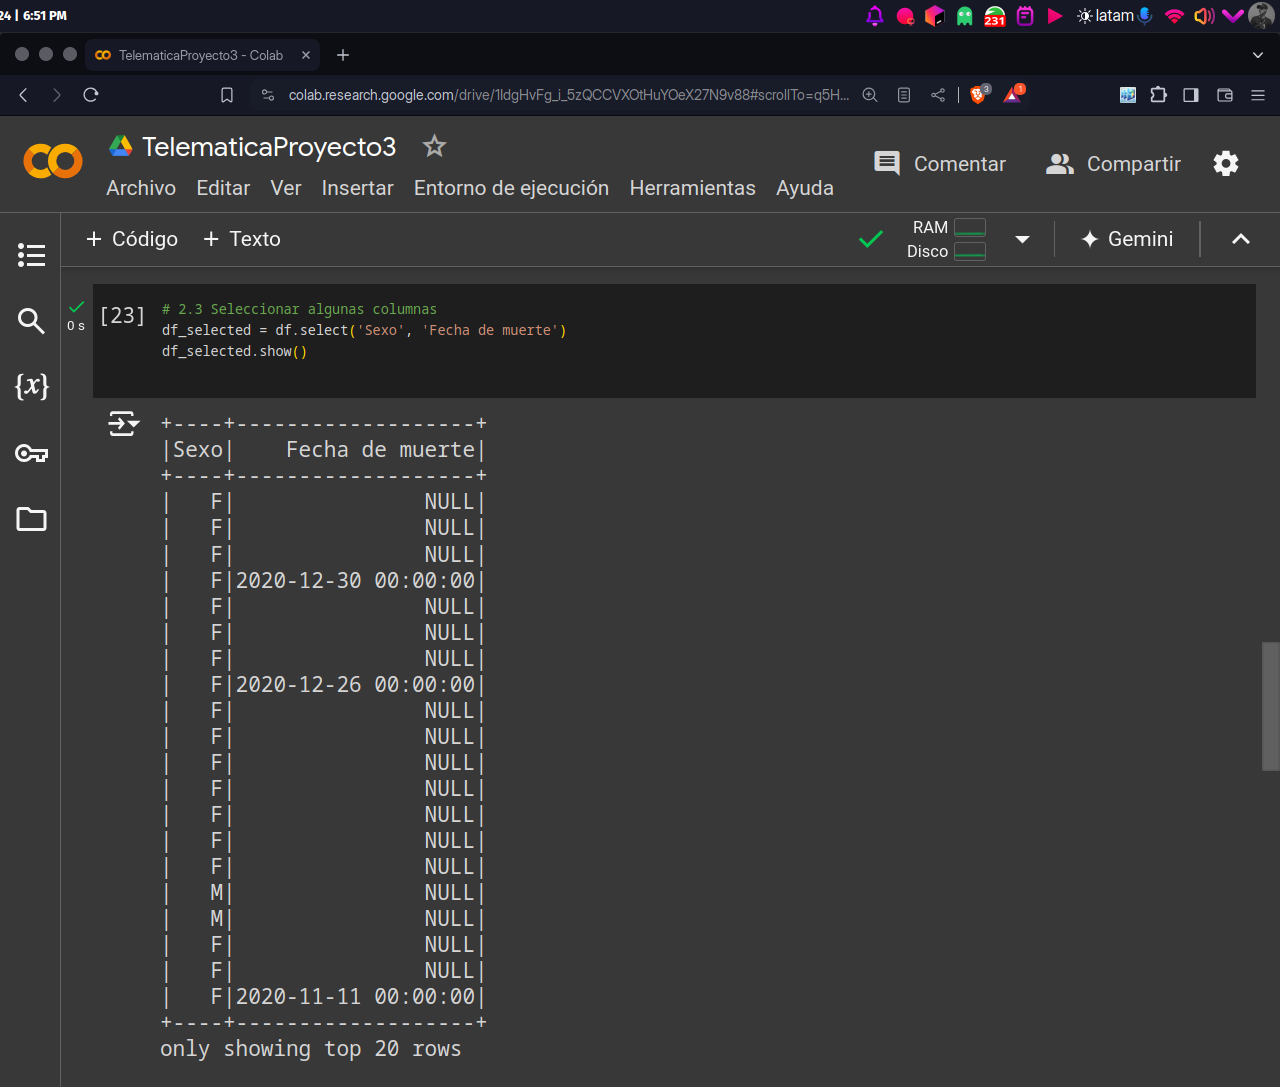 24 | 6:51 PM
231
latam
TelematicaProyecto3 - Colab
colab.research.google.com/drive/1ldgHvFg_i_5zQCCVXOtHuYOeX27N9v88#scrollTo=q5H...
3
1
TelematicaProyecto3
Archivo Editar Ver Insertar Entorno de ejecución Herramientas Ayuda
Comentar
Compartir
+ Código + Texto
RAM
Disco
Gemini
[23]
0 s
# 2.3 Seleccionar algunas columnas
df_selected = df.select('Sexo', 'Fecha de muerte')
df_selected.show()
{x}
+----+-------------------+
|Sexo|    Fecha de muerte|
+----+-------------------+
|   F|               NULL|
|   F|               NULL|
|   F|               NULL|
|   F|2020-12-30 00:00:00|
|   F|               NULL|
|   F|               NULL|
|   F|               NULL|
|   F|2020-12-26 00:00:00|
|   F|               NULL|
|   F|               NULL|
|   F|               NULL|
|   F|               NULL|
|   F|               NULL|
|   F|               NULL|
|   F|               NULL|
|   M|               NULL|
|   M|               NULL|
|   F|               NULL|
|   F|               NULL|
|   F|2020-11-11 00:00:00|
+----+-------------------+
only showing top 20 rows